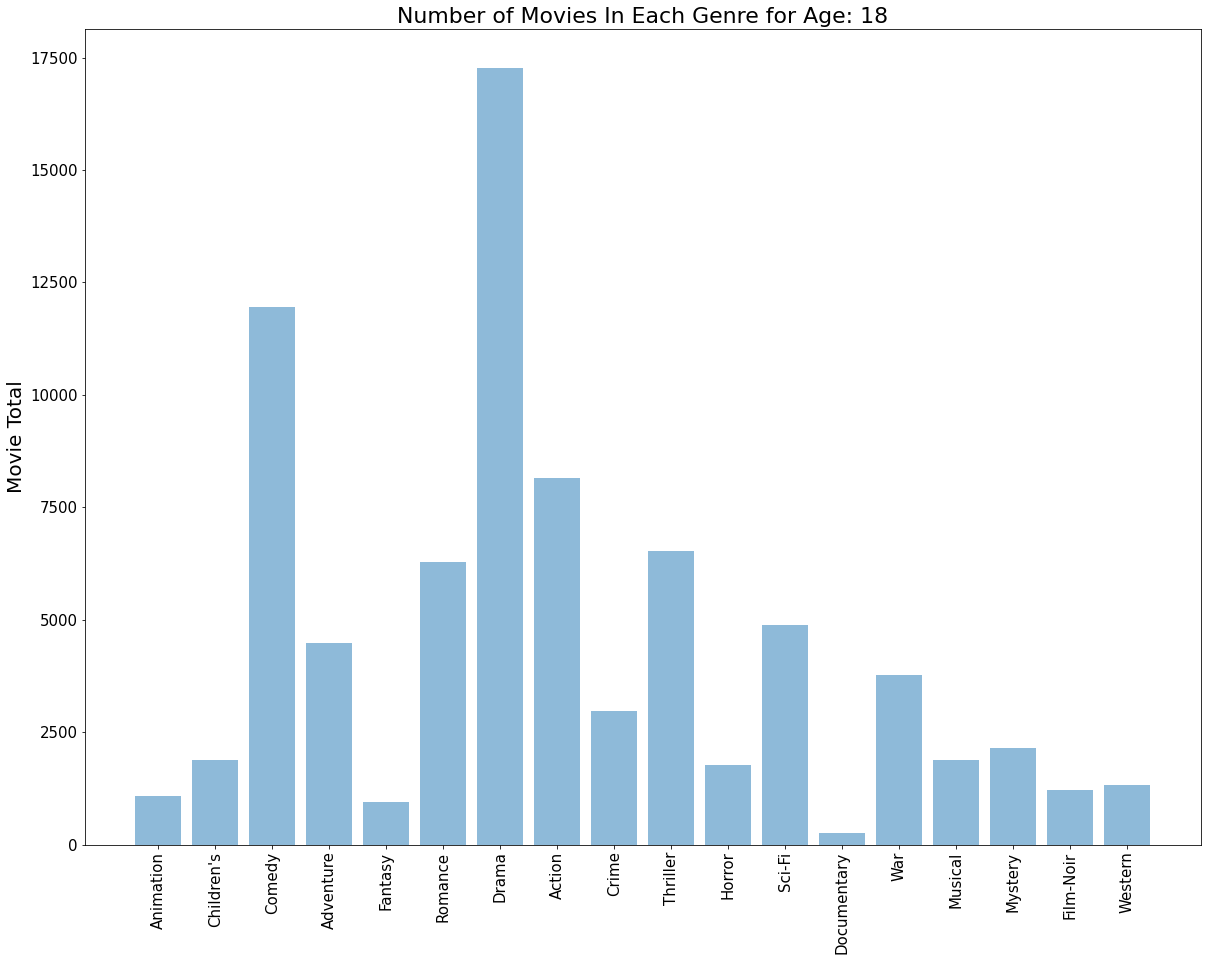 Number of Movies In Each Genre for Age: 18
Movie Total
17500
15000
12500
10000
7500
5000
2500
0
Animation
Children's
Comedy
Adventure
Fantasy
Romance
Drama
Action
Crime
Thriller
Horror
Sci-Fi
Documentary
War
Musical
Mystery
Film-Noir
Western